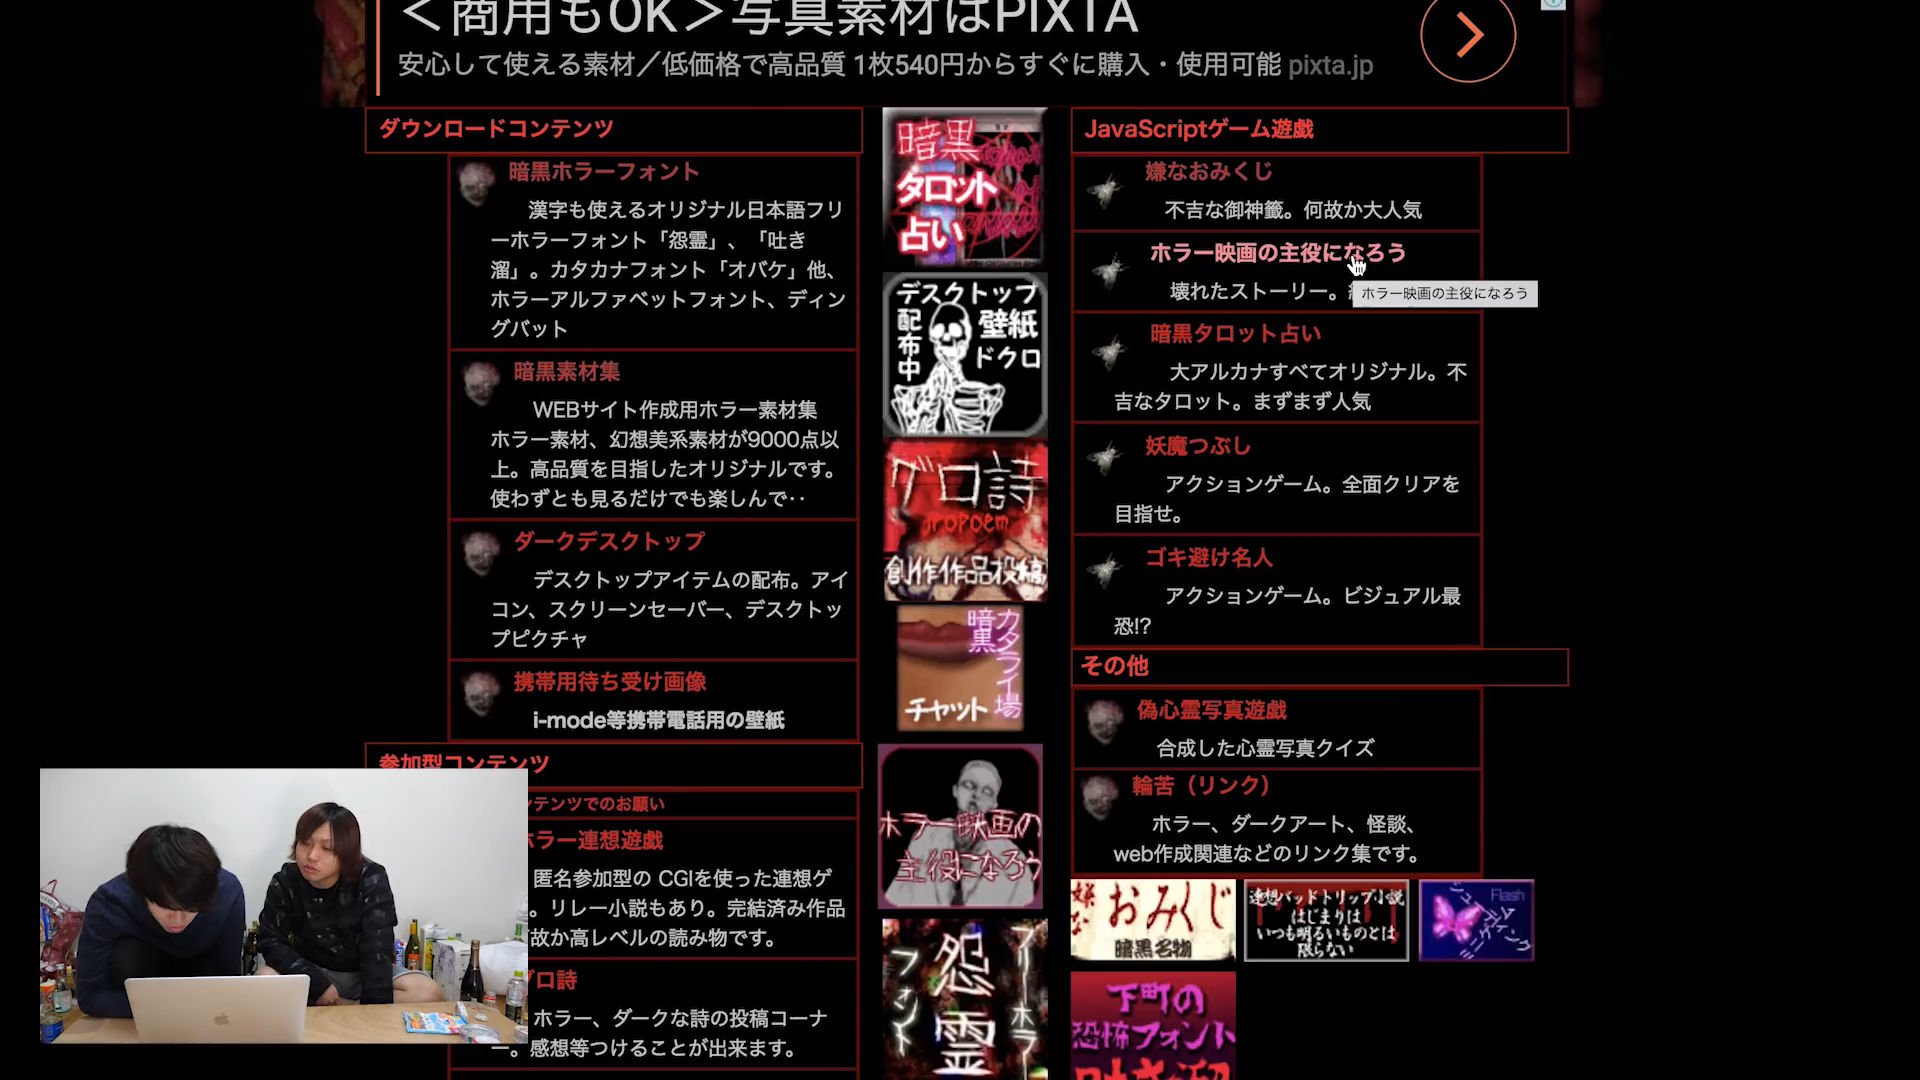 ＜商用もOK＞写真素材はPIXTA
安心して使える素材／低価格で高品質 1枚540円からすぐに購入・使用可能 pixta.jp
ダウンロードコンテンツ
暗黒ホラーフォント
漢字も使えるオリジナル日本語フリ
ーホラーフォント「怨霊」、「吐き
溜」。カタカナフォント「オバケ」他、
ホラーアルファベットフォント、ディン
グバット
暗黒素材集
WEBサイト作成用ホラー素材集
ホラー素材、幻想美系素材が9000点以
上。高品質を目指したオリジナルです。
使わずとも見るだけでも楽しんで‥
ダークデスクトップ
デスクトップアイテムの配布。アイ
コン、スクリーンセーバー、デスクトッ
プピクチャ
携帯用待ち受け画像
i-mode等携帯電話用の壁紙
参加型コンテンツ
ンテンツでのお願い
ホラー連想遊戯
匿名参加型の CGIを使った連想ゲ
。リレー小説もあり。完結済み作品
故か高レベルの読み物です。
グロ詩
ホラー、ダークな詩の投稿コーナ
ー。感想等つけることが出来ます。
暗黒
タロット
占い
デスクトップ
壁紙
配布中
ドクロ
グロ詩
gropoem
創作作品投稿
暗黒
カタライ場
チャット
ホラー映画の
主役になろう
フリーホラー
怨霊
フォント
JavaScriptゲーム遊戯
嫌なおみくじ
不吉な御神籤。何故か大人気
ホラー映画の主役になろう
壊れたストーリー。
ホラー映画の主役になろう
暗黒タロット占い
大アルカナすべてオリジナル。不
吉なタロット。まずまず人気
妖魔つぶし
アクションゲーム。全面クリアを
目指せ。
ゴキ避け名人
アクションゲーム。ビジュアル最
恐!?
その他
偽心霊写真遊戯
合成した心霊写真クイズ
輪苦（リンク）
ホラー、ダークアート、怪談、
web作成関連などのリンク集です。
嫌な
おみくじ
暗黒名物
連想バッドトリップ小説
はじまりは
いつも明るいものとは
限らない
Flash
シューティング
ミニゲーム
下町の
恐怖フォント
吐き溜